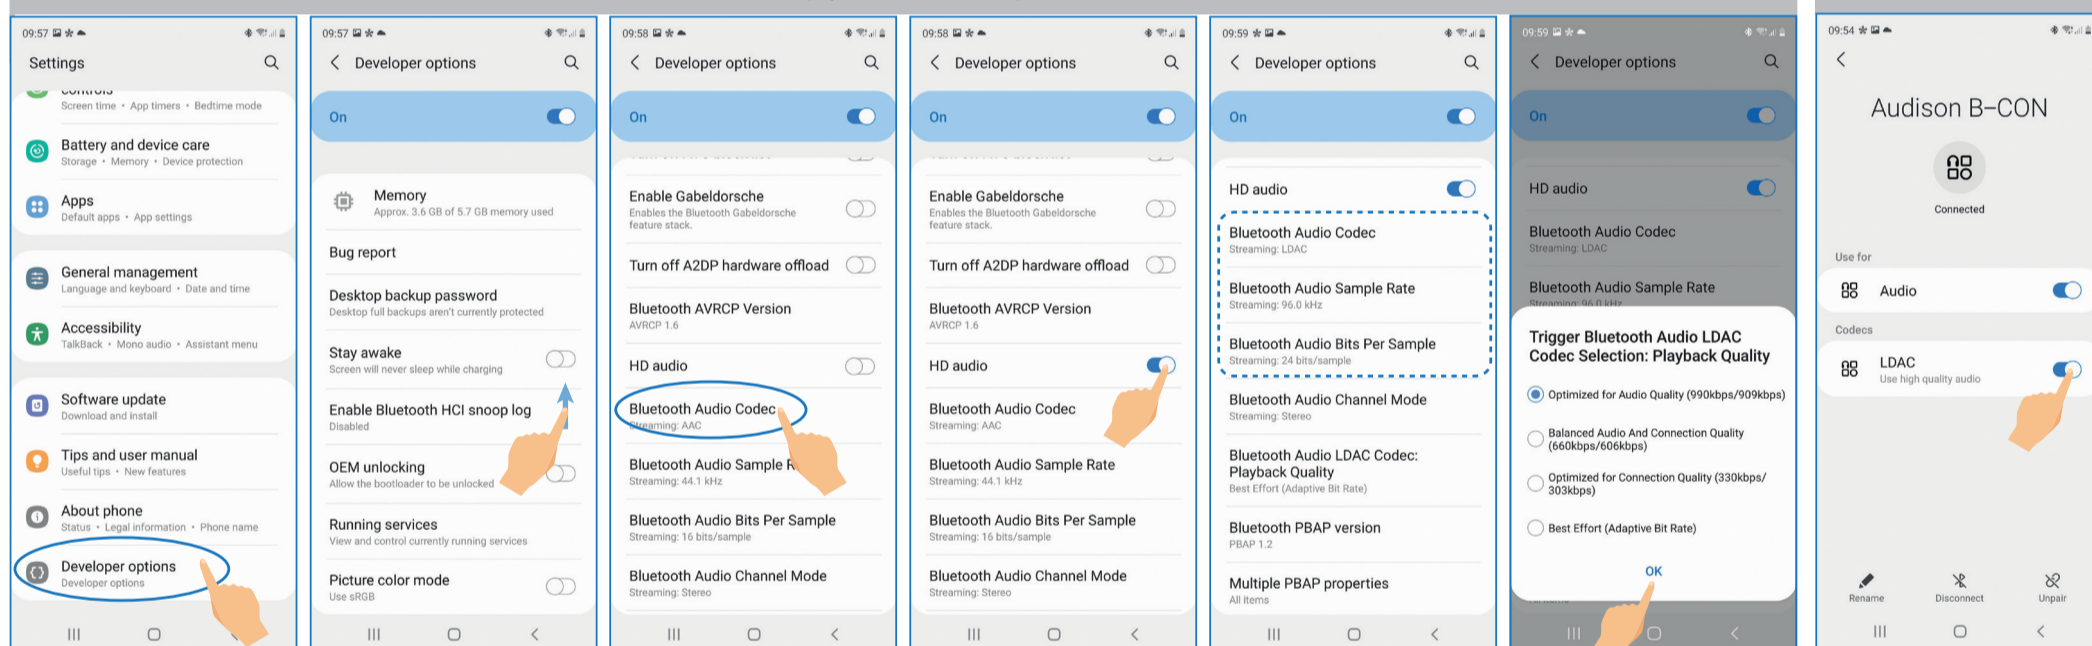 09:57
Settings
controls
Screen time • App timers • Bedtime mode
Battery and device care
Storage • Memory • Device protection
Apps
Default apps • App settings
General management
Language and keyboard • Date and time
Accessibility
TalkBack • Mono audio • Assistant menu
Software update
Download and install
Tips and user manual
Useful tips • New features
About phone
Status • Legal information • Phone name
Developer options
Developer options
09:57
Developer options
On
Memory
Approx. 3.6 GB of 5.7 GB memory used
Bug report
Desktop backup password
Desktop full backups aren't currently protected
Stay awake
Screen will never sleep while charging
Enable Bluetooth HCI snoop log
Disabled
OEM unlocking
Allow the bootloader to be unlocked
Running services
View and control currently running services
Picture color mode
Use sRGB
09:58
Developer options
On
Enable Gabeldorsche
Enables the Bluetooth Gabeldorsche
feature stack.
Turn off A2DP hardware offload
Bluetooth AVRCP Version
AVRCP 1.6
HD audio
Bluetooth Audio Codec
Streaming: AAC
Bluetooth Audio Sample
Streaming: 44.1 kHz
Bluetooth Audio Bits Per Sample
Streaming: 16 bits/sample
Bluetooth Audio Channel Mode
Streaming: Stereo
09:58
Developer options
On
Enable Gabeldorsche
Enables the Bluetooth Gabeldorsche
feature stack.
Turn off A2DP hardware offload
Bluetooth AVRCP Version
AVRCP 1.6
HD audio
Bluetooth Audio Codec
Streaming: AAC
Bluetooth Audio Sample Rate
Streaming: 44.1 kHz
Bluetooth Audio Bits Per Sample
Streaming: 16 bits/sample
Bluetooth Audio Channel Mode
Streaming: Stereo
09:59
Developer options
On
HD audio
Bluetooth Audio Codec
Streaming: LDAC
Bluetooth Audio Sample Rate
Streaming: 96.0 kHz
Bluetooth Audio Bits Per Sample
Streaming: 24 bits/sample
Bluetooth Audio Channel Mode
Streaming: Stereo
Bluetooth Audio LDAC Codec:
Playback Quality
Best Effort (Adaptive Bit Rate)
Bluetooth PBAP version
PBAP 1.2
Multiple PBAP properties
All items
09:59
Developer options
On
HD audio
Bluetooth Audio Codec
Streaming: LDAC
Bluetooth Audio Sample Rate
Streaming: 96.0 kHz
Trigger Bluetooth Audio LDAC
Codec Selection: Playback Quality
Optimized for Audio Quality (990kbps/909kbps)
Balanced Audio And Connection Quality
(660kbps/606kbps)
Optimized for Connection Quality (330kbps/
303kbps)
Best Effort (Adaptive Bit Rate)
OK
09:54
Audison B-CON
Connected
Use for
Audio
Codecs
LDAC
Use high quality audio
Rename
Disconnect
Unpair